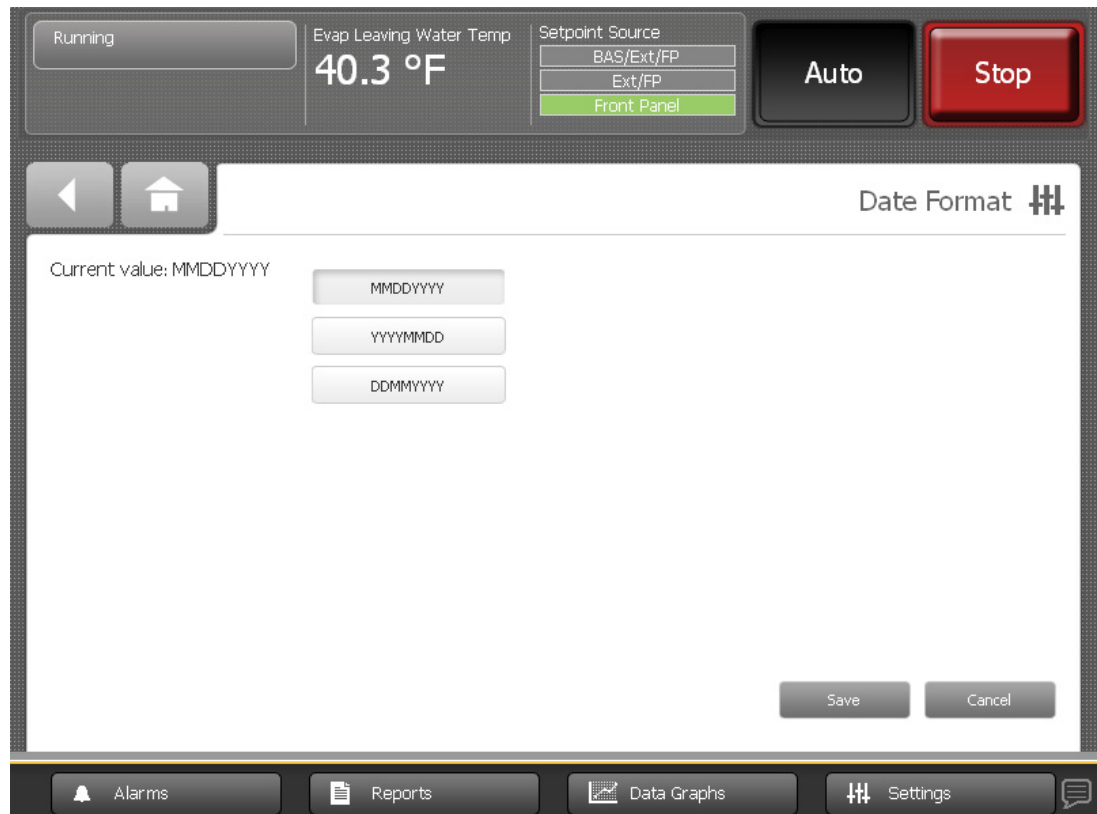 Running
Evap Leaving Water Temp
40.3 °F
Setpoint Source
BAS/Ext/FP
Ext/FP
Front Panel
Auto
Stop
Date Format
Current value: MMDDYYYY
MMDDYYYY
YYYYMMDD
DDMMYYYY
Save
Cancel
Alarms
Reports
Data Graphs
Settings